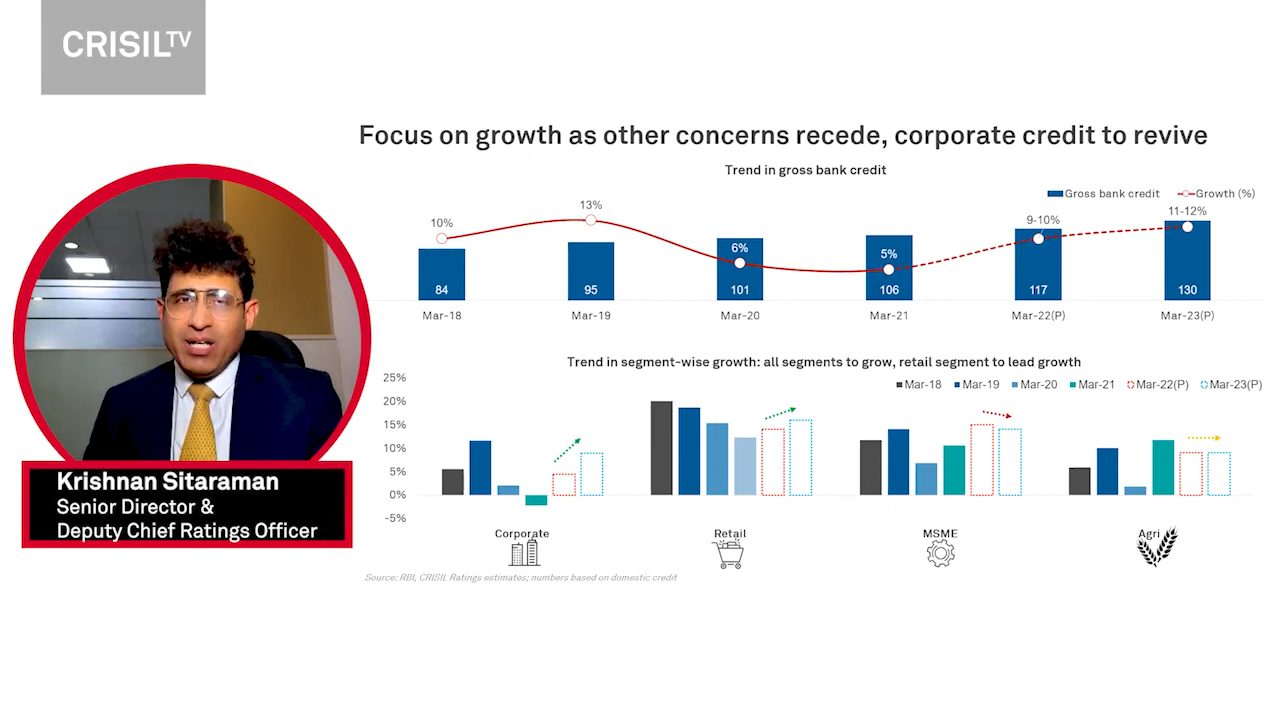 CRISIL TV
Focus on growth as other concerns recede, corporate credit to revive
Trend in gross bank credit
Gross bank credit Growth (%)
10% 13% 6% 5% 9-10% 11-12%
84 95 101 106 117 130
Mar-18 Mar-19 Mar-20 Mar-21 Mar-22(P) Mar-23(P)
Trend in segment-wise growth: all segments to grow, retail segment to lead growth
Mar-18 Mar-19 Mar-20 Mar-21 Mar-22(P) Mar-23(P)
25%
20%
15%
10%
5%
0%
-5%
Corporate Retail MSME Agri
Source: RBI, CRISIL Ratings estimates; numbers based on domestic credit
Krishnan Sitaraman
Senior Director &
Deputy Chief Ratings Officer